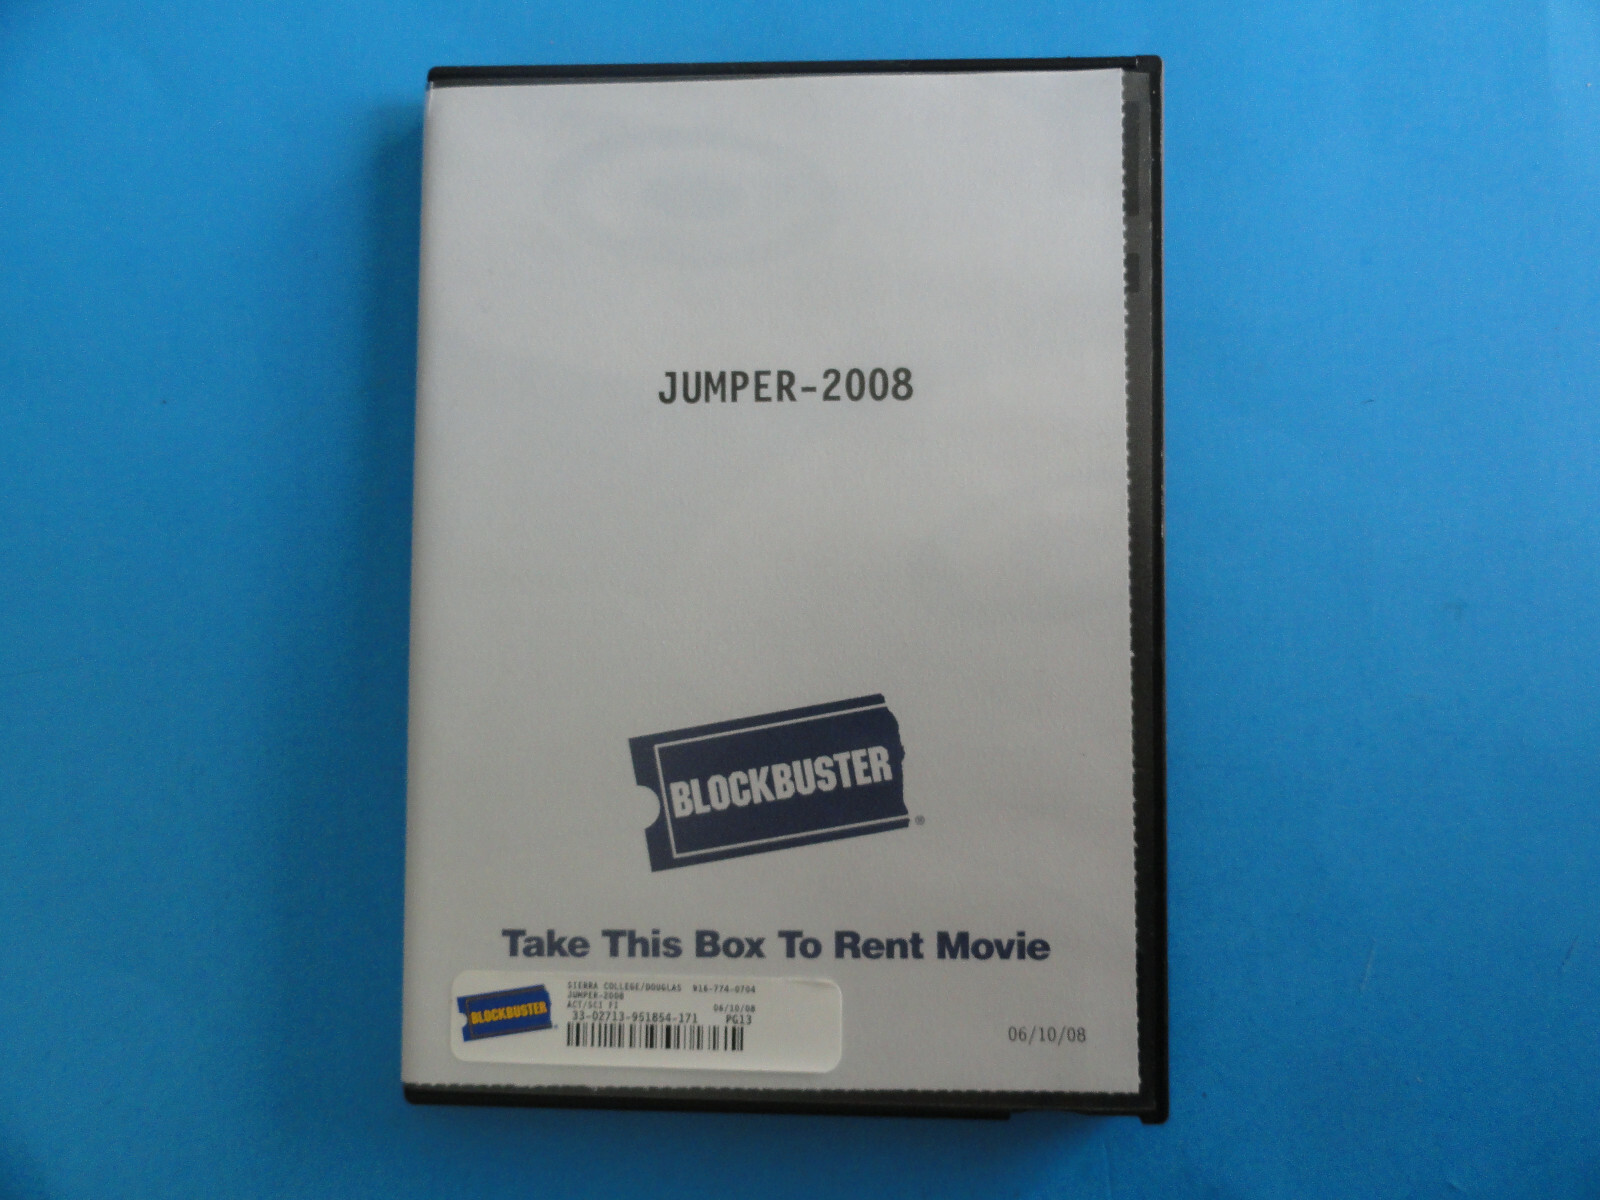 JUMPER-2008
BLOCKBUSTER®
Take This Box To Rent Movie
BLOCKBUSTER
SIERRA COLLEGE/DOUGLAS 916-774-0704
JUMPER-2008
ACT/SCI FI 06/10/08
33-02713-951854-171 PG13
06/10/08